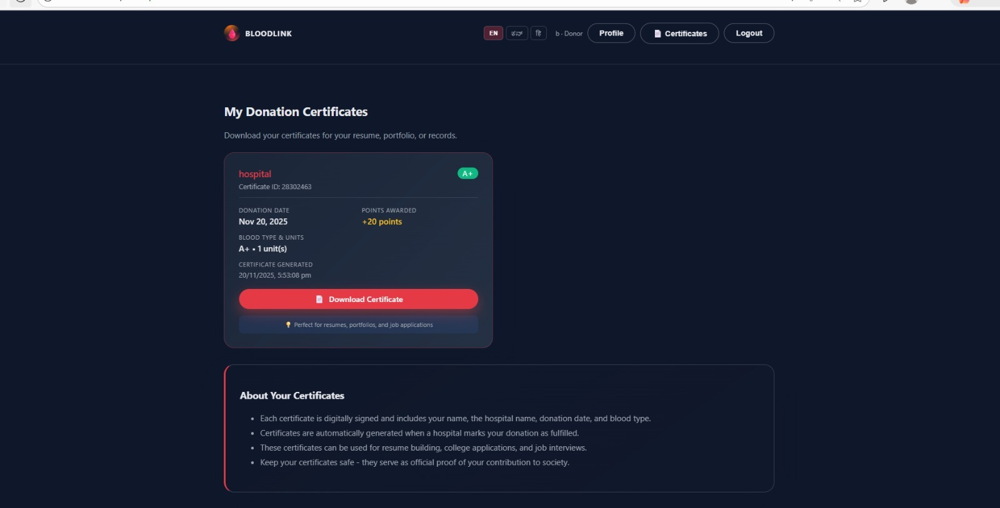 BLOODLINK
EN ಕನ್ हि b · Donor Profile Certificates Logout
My Donation Certificates
Download your certificates for your resume, portfolio, or records.
hospital A+
Certificate ID: 28302463
DONATION DATE POINTS AWARDED
Nov 20, 2025 +20 points
BLOOD TYPE & UNITS
A+ • 1 unit(s)
CERTIFICATE GENERATED
20/11/2025, 5:53:08 pm
Download Certificate
Perfect for resumes, portfolios, and job applications
About Your Certificates
• Each certificate is digitally signed and includes your name, the hospital name, donation date, and blood type.
• Certificates are automatically generated when a hospital marks your donation as fulfilled.
• These certificates can be used for resume building, college applications, and job interviews.
• Keep your certificates safe - they serve as official proof of your contribution to society.